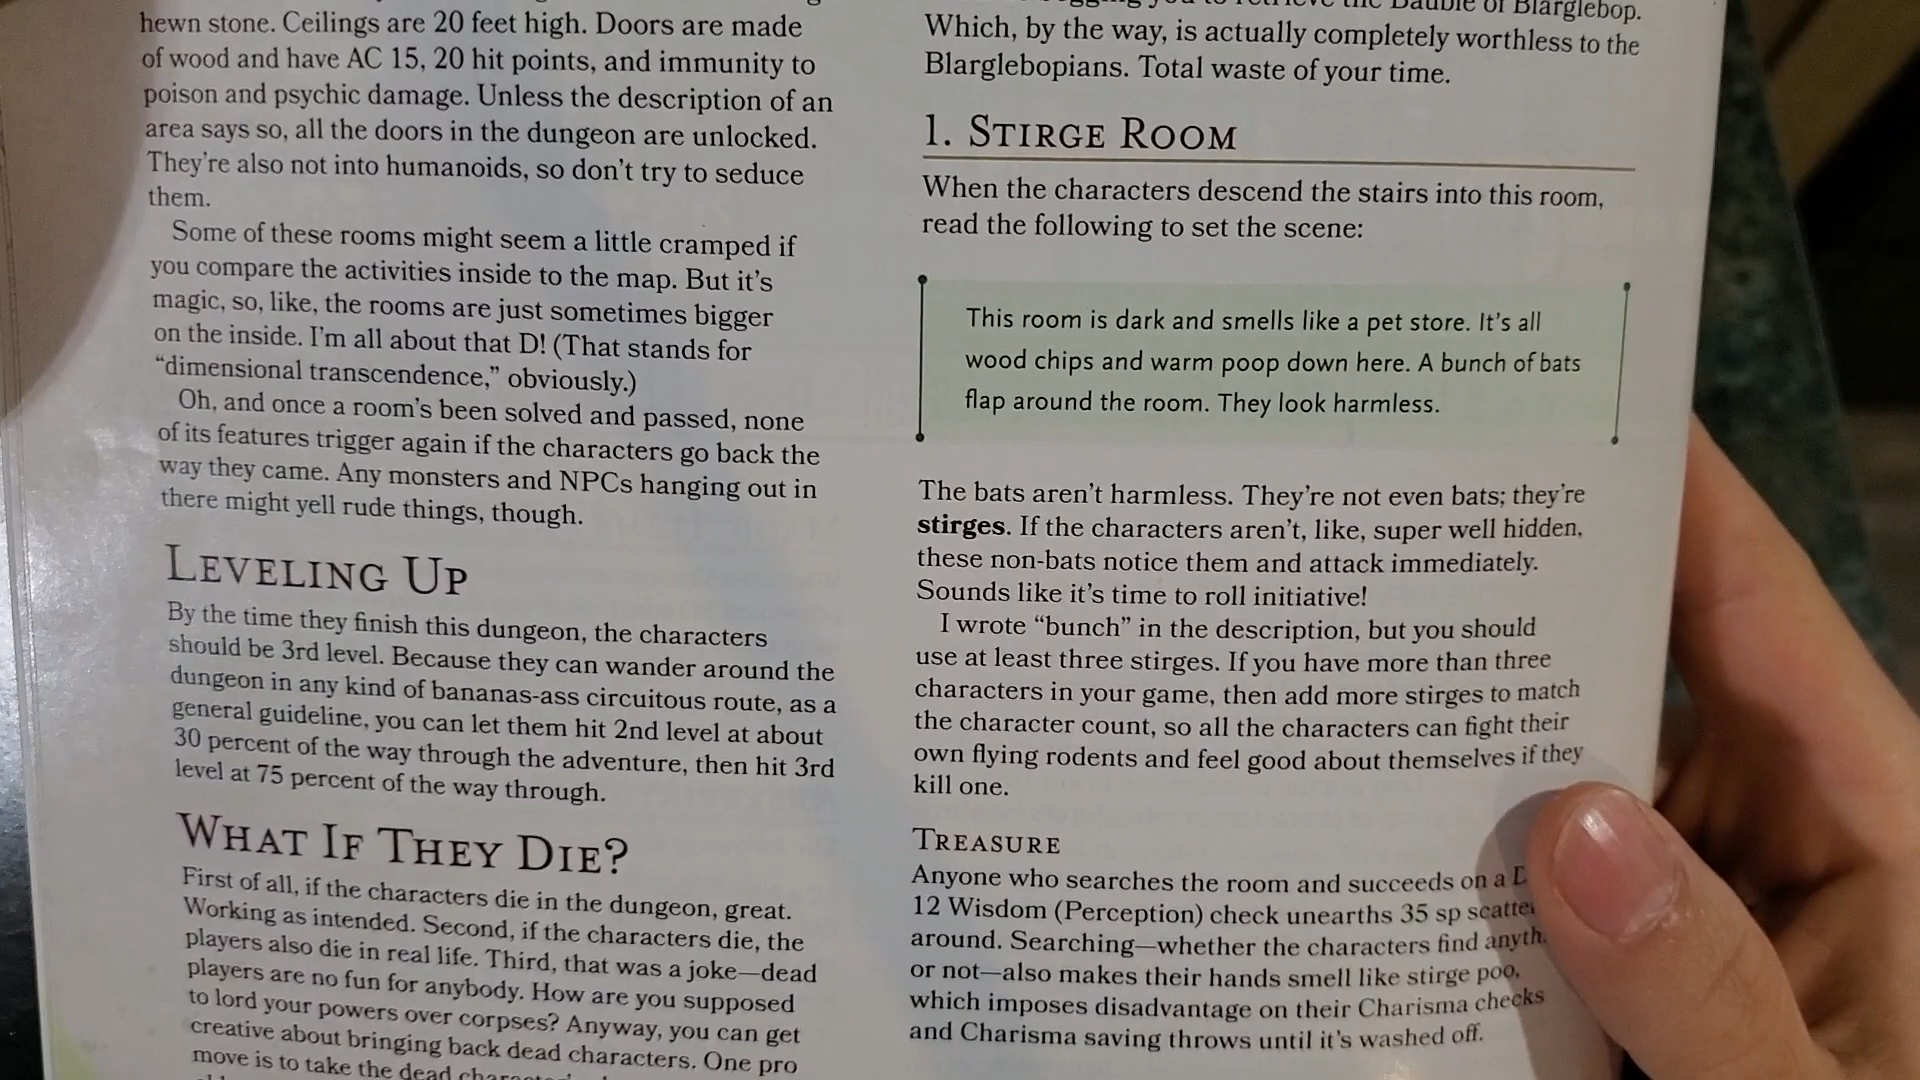 hewn stone. Ceilings are 20 feet high. Doors are made
of wood and have AC 15, 20 hit points, and immunity to
poison and psychic damage. Unless the description of an
area says so, all the doors in the dungeon are unlocked.
They're also not into humanoids, so don't try to seduce
them.
Some of these rooms might seem a little cramped if
you compare the activities inside to the map. But it's
magic, so, like, the rooms are just sometimes bigger
on the inside. I'm all about that D! (That stands for
“dimensional transcendence,” obviously.)
Oh, and once a room's been solved and passed, none
of its features trigger again if the characters go back the
way they came. Any monsters and NPCs hanging out in
there might yell rude things, though.
LEVELING UP
By the time they finish this dungeon, the characters
should be 3rd level. Because they can wander around the
dungeon in any kind of bananas-ass circuitous route, as a
general guideline, you can let them hit 2nd level at about
30 percent of the way through the adventure, then hit 3rd
level at 75 percent of the way through.
WHAT IF THEY DIE?
First of all, if the characters die in the dungeon, great.
Working as intended. Second, if the characters die, the
players also die in real life. Third, that was a joke—dead
players are no fun for anybody. How are you supposed
to lord your powers over corpses? Anyway, you can get
creative about bringing back dead characters. One pro
move is to take the dead
you to retrieve the Bauble of Blarglebop.
Which, by the way, is actually completely worthless to the
Blarglebopians. Total waste of your time.
1. STIRGE ROOM
When the characters descend the stairs into this room,
read the following to set the scene:
This room is dark and smells like a pet store. It's all
wood chips and warm poop down here. A bunch of bats
flap around the room. They look harmless.
The bats aren't harmless. They're not even bats; they're
stirges. If the characters aren't, like, super well hidden,
these non-bats notice them and attack immediately.
Sounds like it's time to roll initiative!
I wrote “bunch” in the description, but you should
use at least three stirges. If you have more than three
characters in your game, then add more stirges to match
the character count, so all the characters can fight their
own flying rodents and feel good about themselves if they
kill one.
TREASURE
Anyone who searches the room and succeeds on a
12 Wisdom (Perception) check unearths 35 sp
around. Searching—whether the characters find
or not—also makes their hands smell like stirge poo,
which imposes disadvantage on their Charisma checks
and Charisma saving throws until it's washed off.